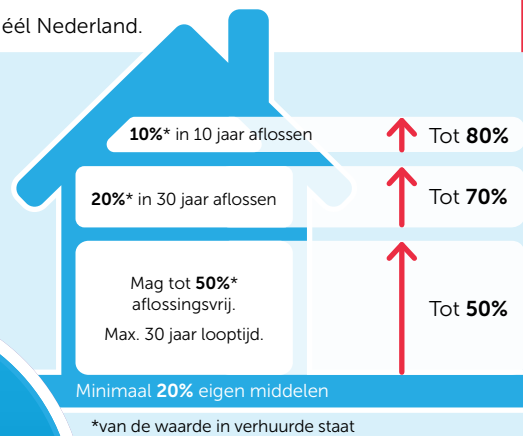 éél Nederland.
10%* in 10 jaar aflossen
Tot 80%
20%* in 30 jaar aflossen
Tot 70%
Mag tot 50%*
aflossingsvrij.
Max. 30 jaar looptijd.
Tot 50%
Minimaal 20% eigen middelen
*van de waarde in verhuurde staat